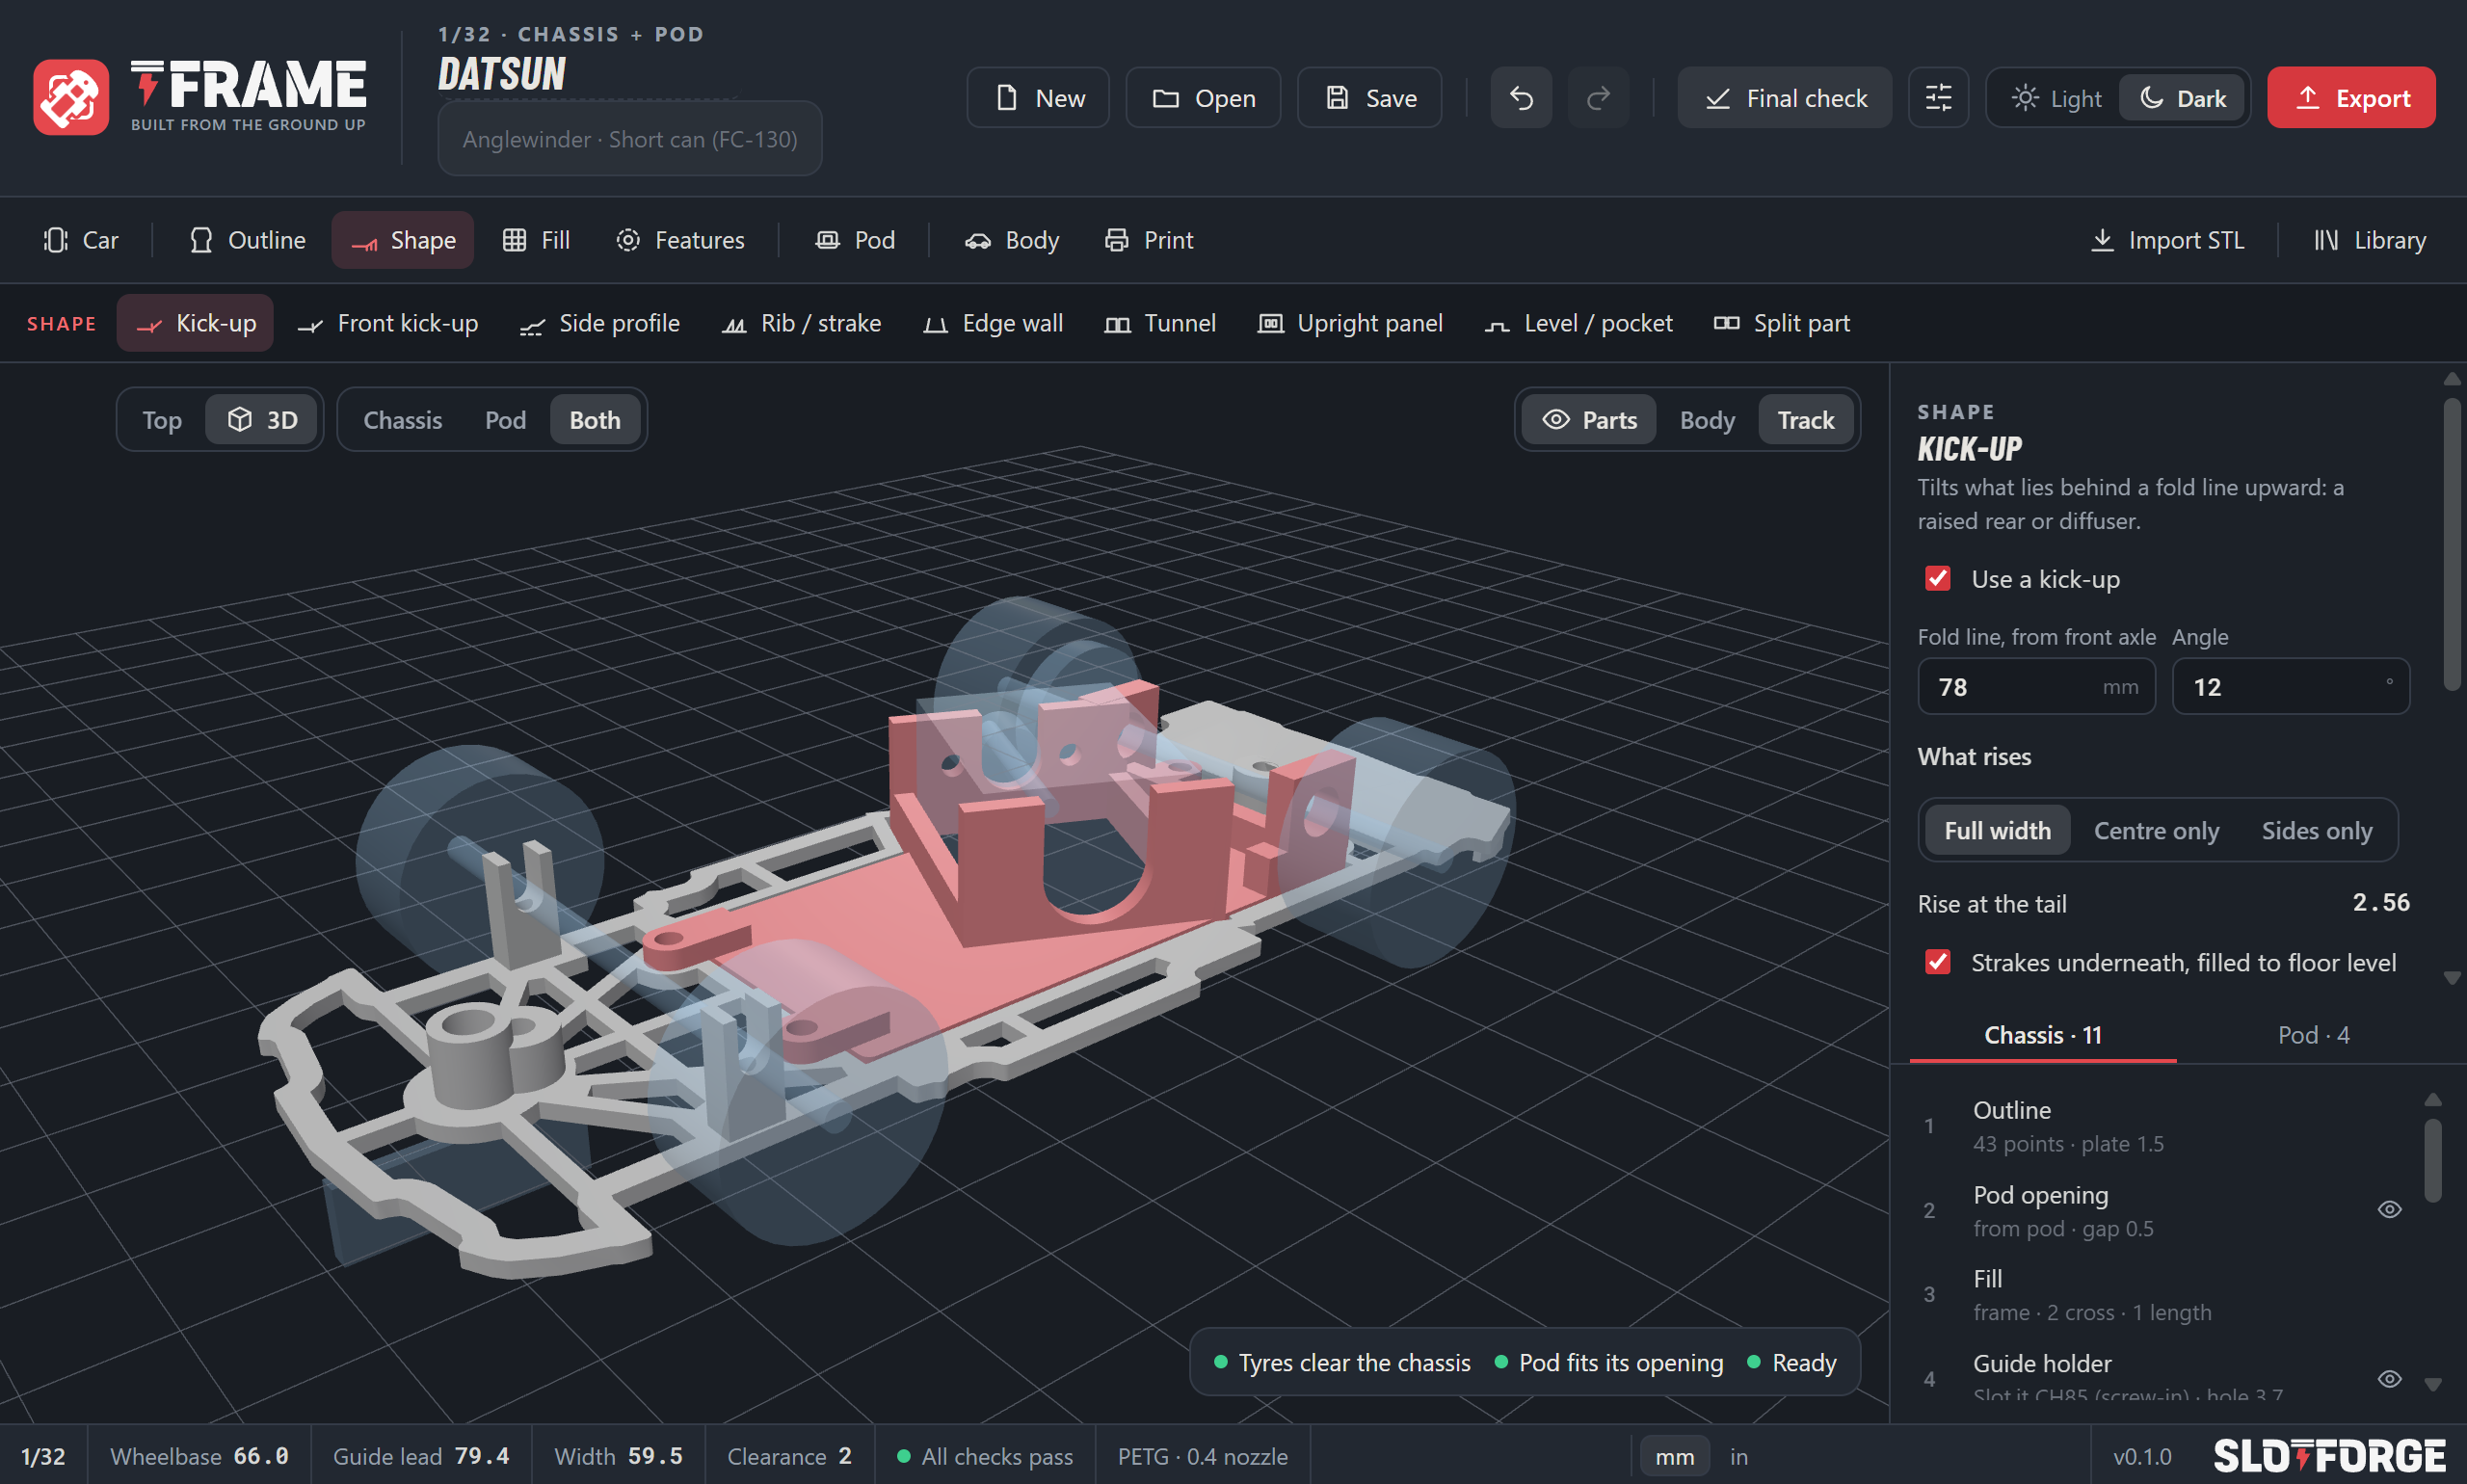 1/32 · CHASSIS + POD
TFRAME
BUILT FROM THE GROUND UP
DATSUN
Anglewinder · Short can (FC-130)
New
Open
Save
Final check
Light
Dark
Export
Car
Outline
Shape
Fill
Features
Pod
Body
Print
Import STL
Library
SHAPE
Kick-up
Front kick-up
Side profile
Rib / strake
Edge wall
Tunnel
Upright panel
Level / pocket
Split part
Top
3D
Chassis
Pod
Both
Parts
Body
Track
SHAPE
KICK-UP
Tilts what lies behind a fold line upward: a
raised rear or diffuser.
Use a kick-up
Fold line, from front axle
Angle
78 mm
12 °
What rises
Full width
Centre only
Sides only
Rise at the tail 2.56
Strakes underneath, filled to floor level
Chassis · 11
Pod · 4
1
Outline
43 points · plate 1.5
2
Pod opening
from pod · gap 0.5
3
Fill
frame · 2 cross · 1 length
4
Guide holder
Slot it CH85 (screw-in) · hole 3.7
Tyres clear the chassis
Pod fits its opening
Ready
1/32
Wheelbase 66.0
Guide lead 79.4
Width 59.5
Clearance 2
All checks pass
PETG · 0.4 nozzle
mm
in
v0.1.0
SLOTFORGE